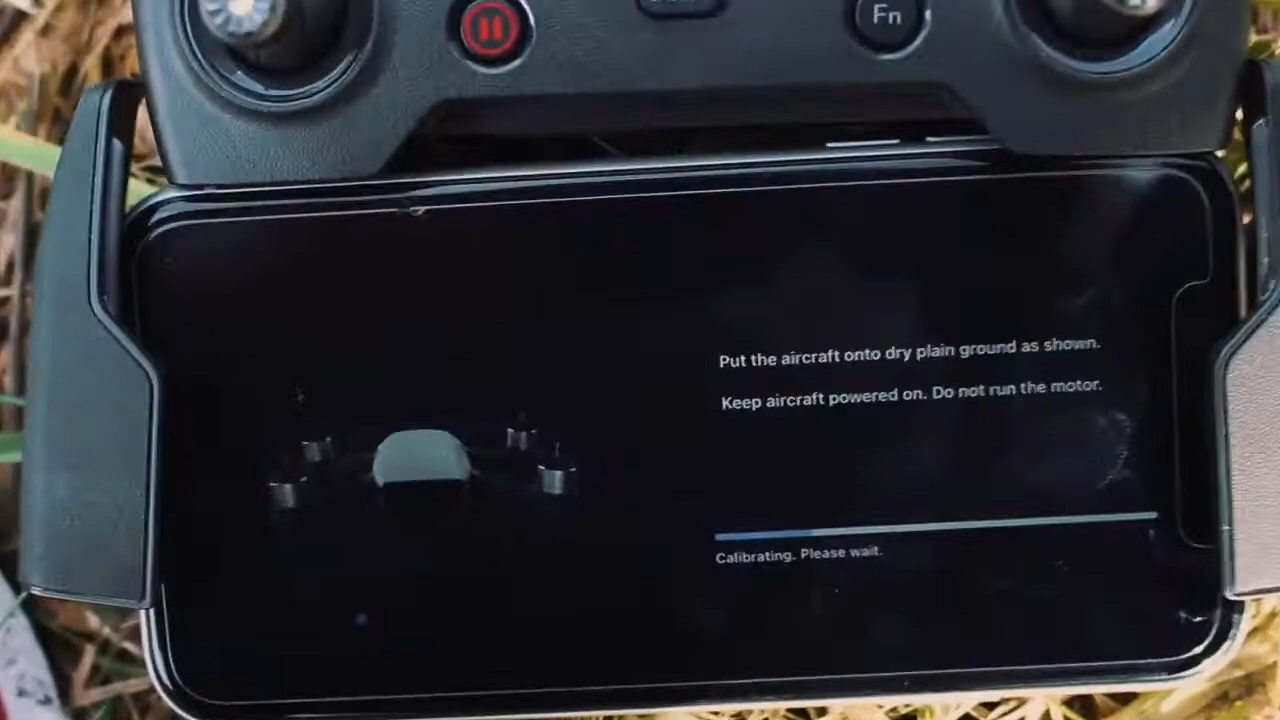 Fn
Put the aircraft onto dry plain ground as shown.
Keep aircraft powered on. Do not run the motor.
Calibrating. Please wait.